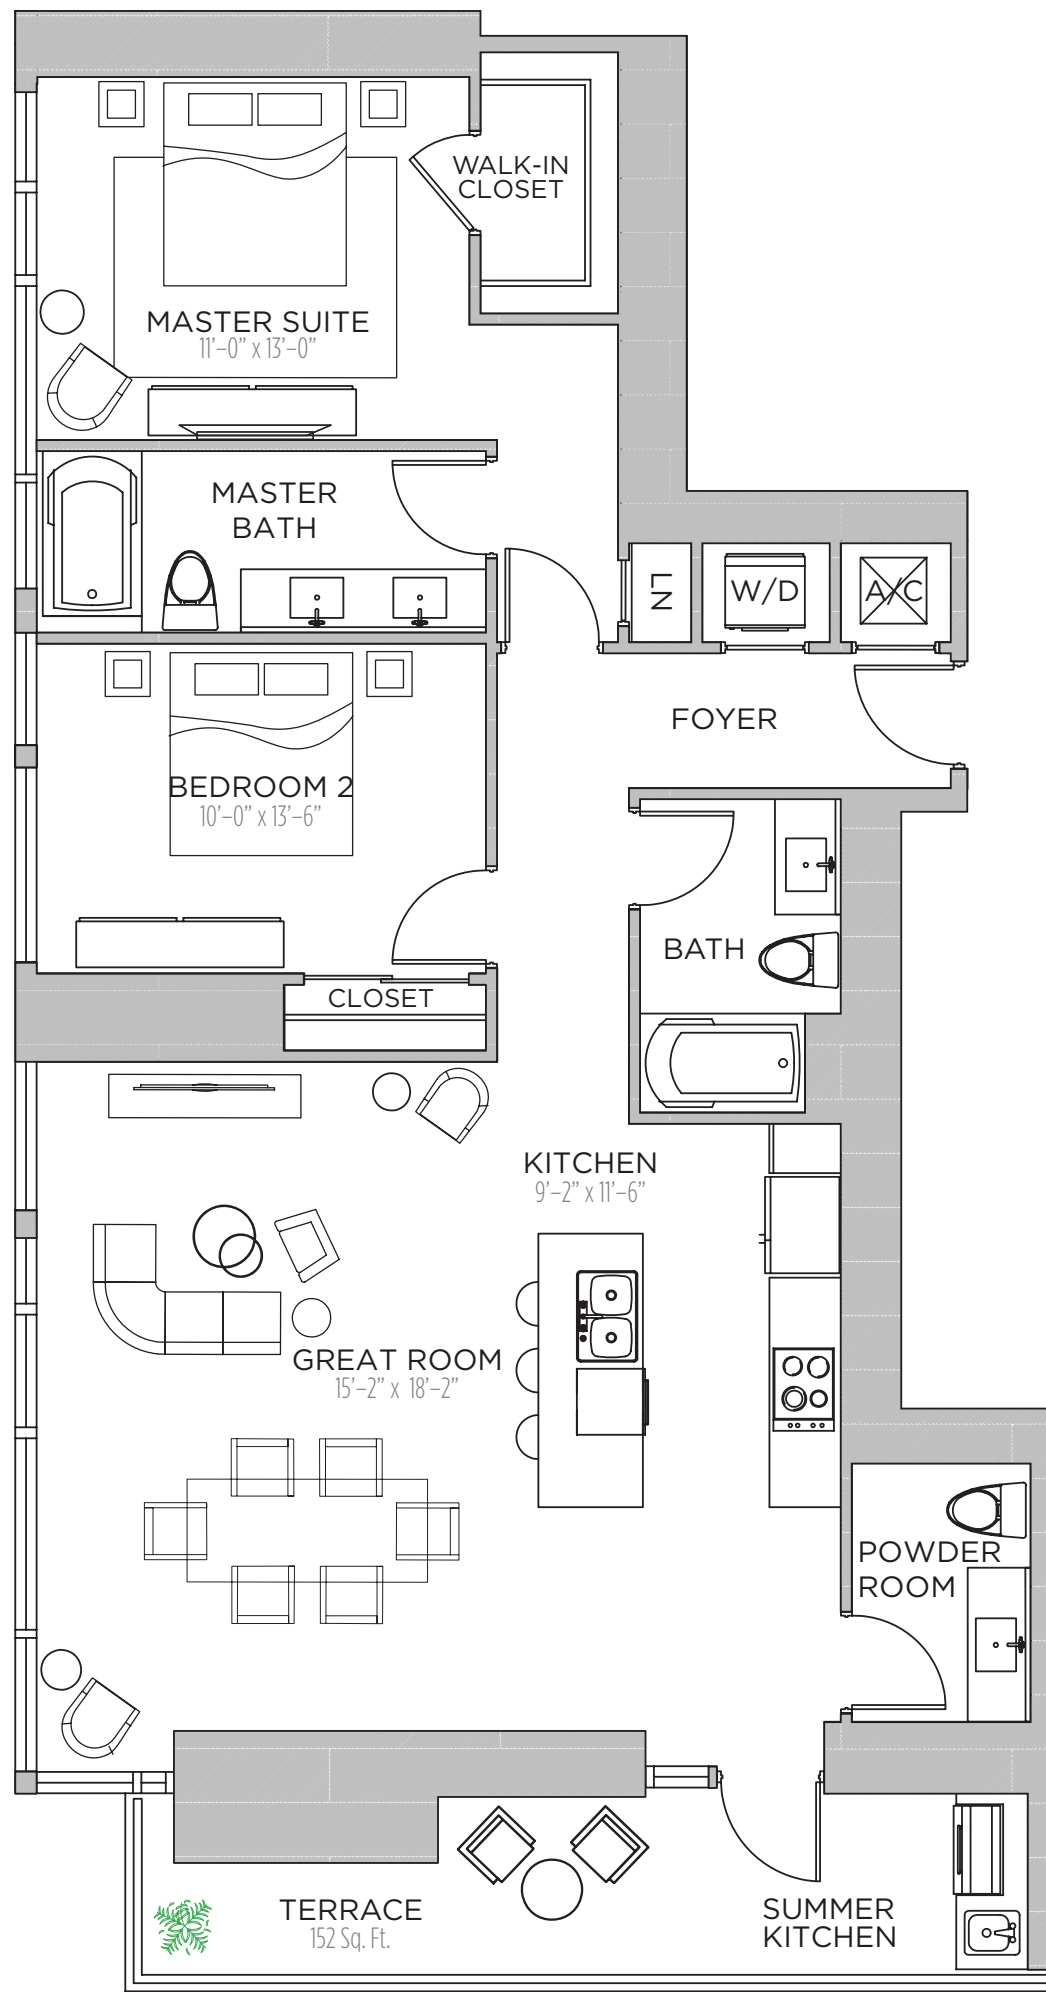 WALK-IN
CLOSET
MASTER SUITE
11’–0” x 13’–0”
MASTER
BATH
LN
W/D
A/C
FOYER
BEDROOM 2
10’–0” x 13’–6”
BATH
CLOSET
KITCHEN
9’–2” x 11’–6”
GREAT ROOM
15’–2” x 18’–2”
POWDER
ROOM
TERRACE
152 Sq. Ft.
SUMMER
KITCHEN